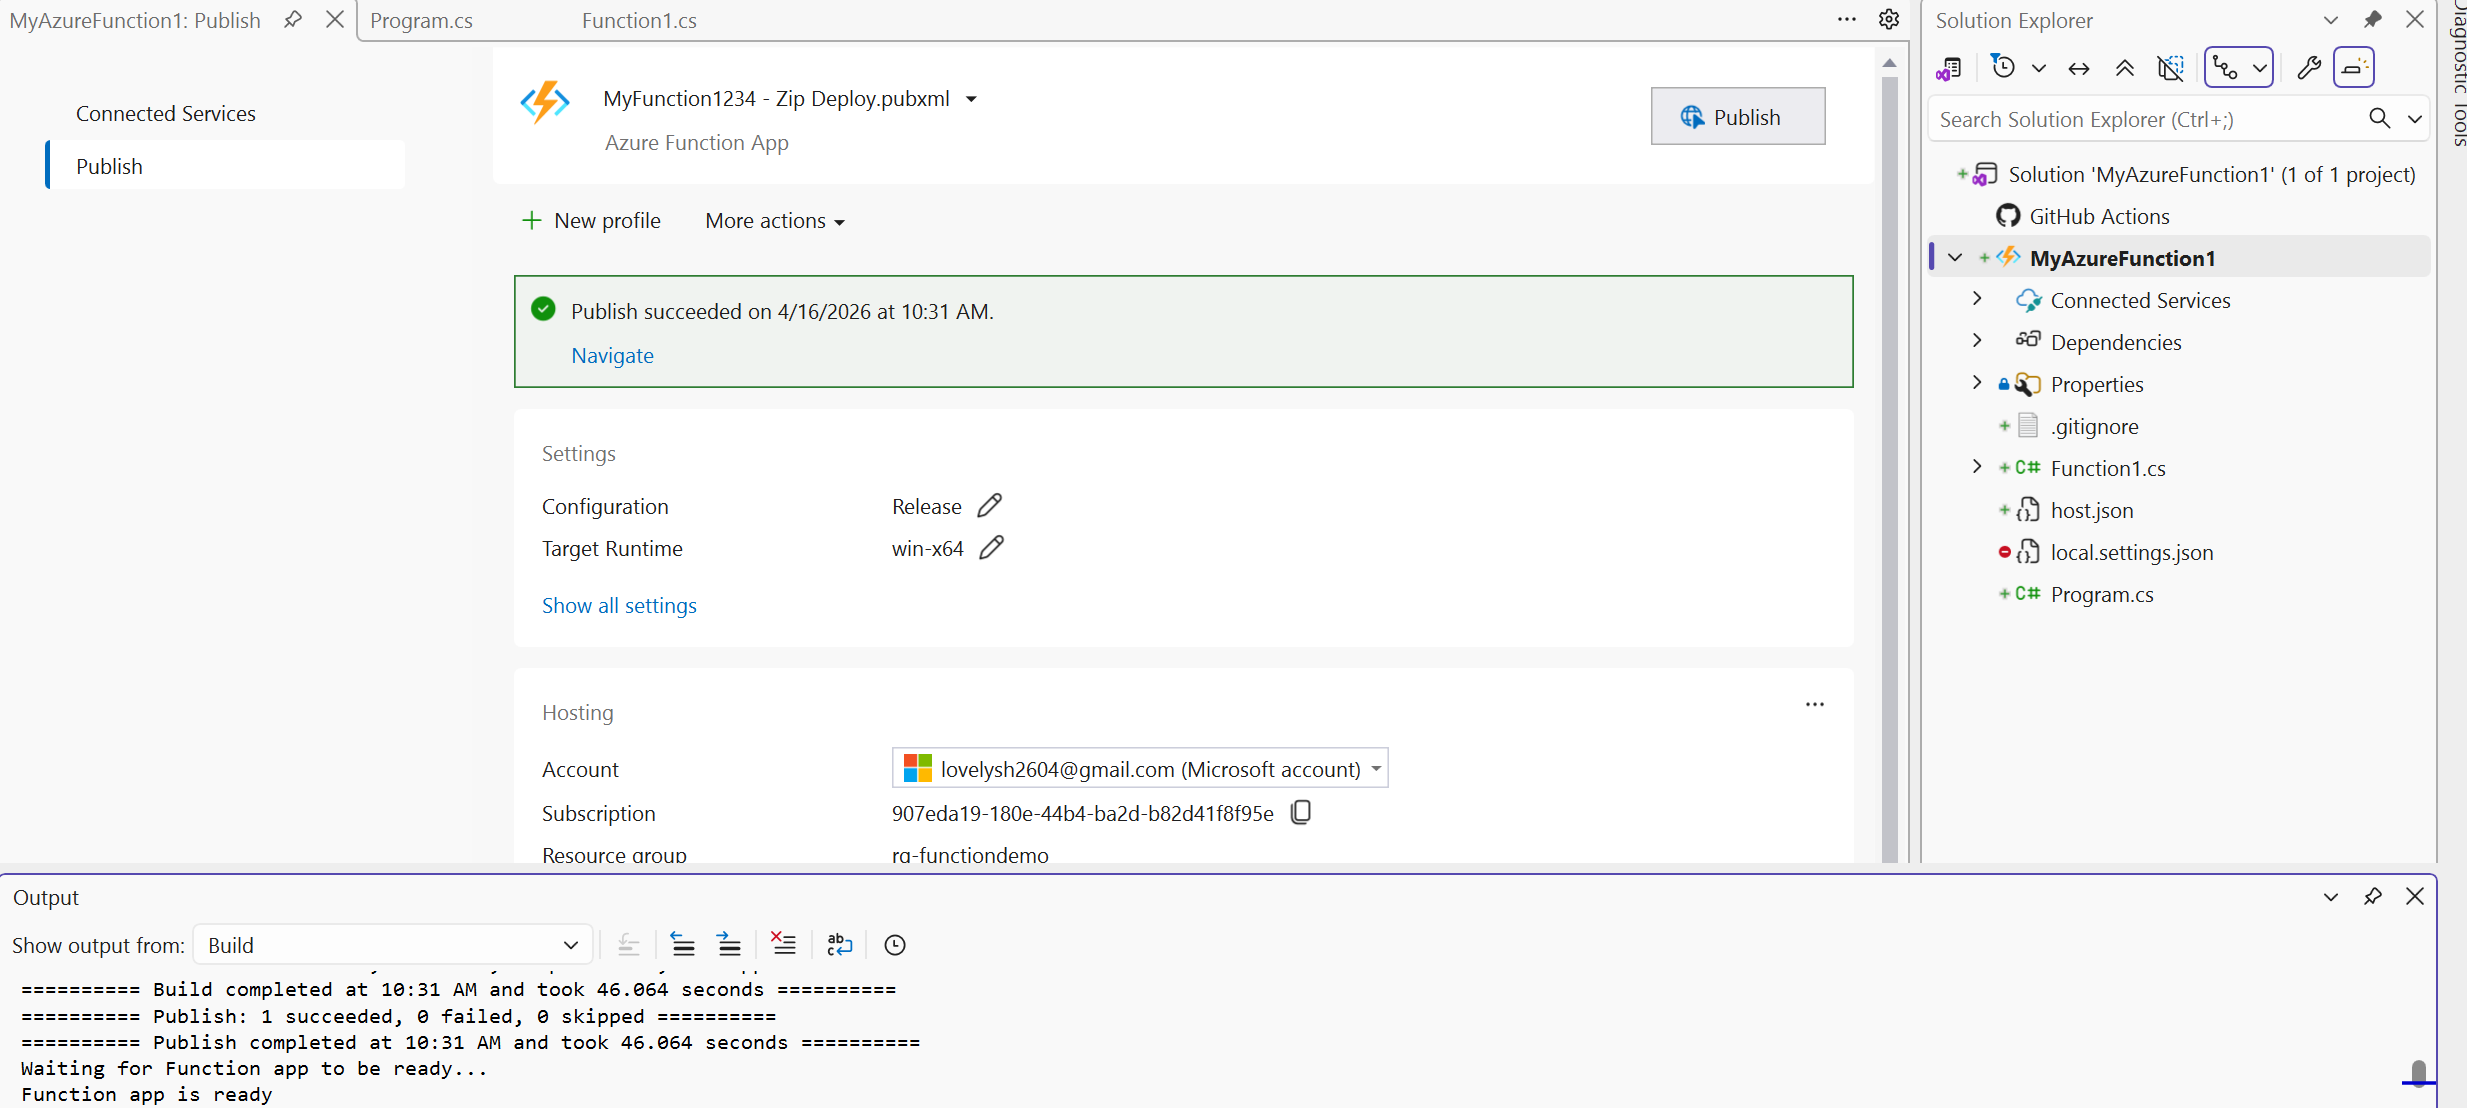 MyAzureFunction1: Publish
Program.cs
Function1.cs
Connected Services
Publish
MyFunction1234 - Zip Deploy.pubxml
Azure Function App
Publish
New profile
More actions
Publish succeeded on 4/16/2026 at 10:31 AM.
Navigate
Settings
Configuration Release
Target Runtime win-x64
Show all settings
Hosting
Account lovelysh2604@gmail.com (Microsoft account)
Subscription 907eda19-180e-44b4-ba2d-b82d41f8f95e
Resource group rg-functiondemo
Solution Explorer
Search Solution Explorer (Ctrl+;)
Solution 'MyAzureFunction1' (1 of 1 project)
GitHub Actions
MyAzureFunction1
Connected Services
Dependencies
Properties
.gitignore
C# Function1.cs
host.json
local.settings.json
C# Program.cs
Diagnostic Tools
Output
Show output from: Build
========== Build completed at 10:31 AM and took 46.064 seconds ==========
========== Publish: 1 succeeded, 0 failed, 0 skipped ==========
========== Publish completed at 10:31 AM and took 46.064 seconds ==========
Waiting for Function app to be ready...
Function app is ready